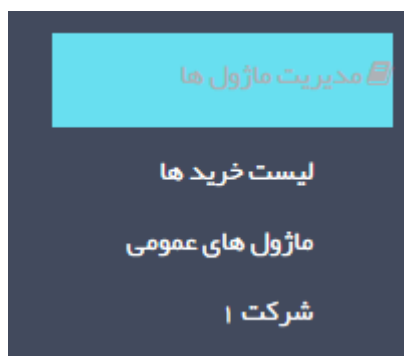 مدیریت ماژول ها
لیست خرید ها
ماژول های عمومی
شرکت ۱